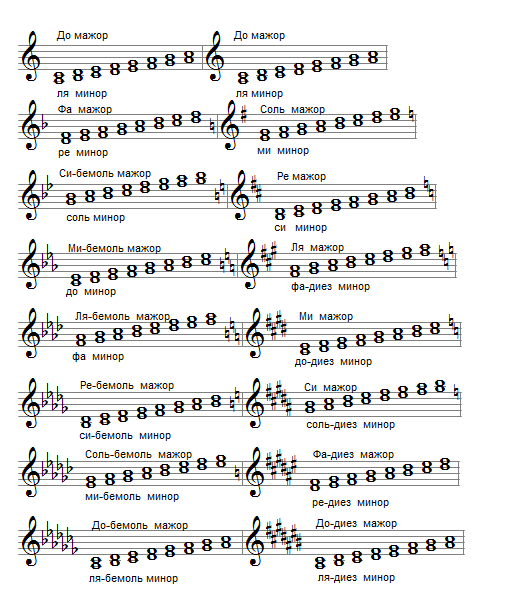 До мажор
До мажор
ля минор
ля минор
Фа мажор
Соль мажор
ре минор
ми минор
Си-бемоль мажор
Ре мажор
соль минор
си минор
Ми-бемоль мажор
Ля мажор
до минор
фа-диез минор
Ля-бемоль мажор
Ми мажор
фа минор
до-диез минор
Ре-бемоль мажор
Си мажор
си-бемоль минор
соль-диез минор
Соль-бемоль мажор
Фа-диез мажор
ми-бемоль минор
ре-диез минор
До-бемоль мажор
До-диез мажор
ля-бемоль минор
ля-диез минор